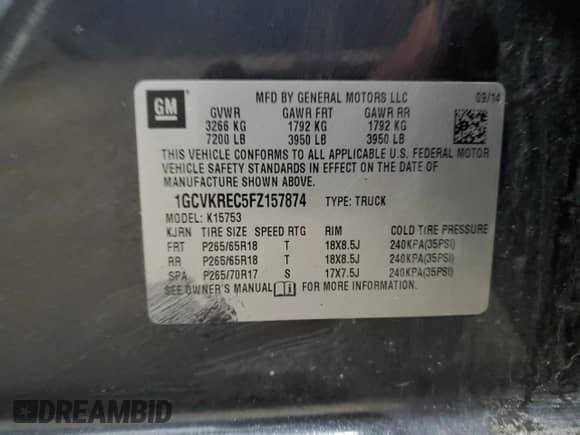 GM
MFD BY GENERAL MOTORS LLC 09/14
GVWR GAWR FRT GAWR RR
3266 KG 1792 KG 1792 KG
7200 LB 3950 LB 3950 LB
THIS VEHICLE CONFORMS TO ALL APPLICABLE U.S. FEDERAL MOTOR
VEHICLE SAFETY STANDARDS IN EFFECT ON THE DATE OF
MANUFACTURE SHOWN ABOVE.
1GCVKREC5FZ157874 TYPE: TRUCK
MODEL: K15753
KJRN TIRE SIZE SPEED RTG RIM COLD TIRE PRESSURE
FRT P265/65R18 T 18X8.5J 240KPA(35PSI)
RR P265/65R18 T 18X8.5J 240KPA(35PSI)
SPA P265/70R17 S 17X7.5J 240KPA(35PSI)
SEE OWNER'S MANUAL FOR MORE INFORMATION.
DREAMBID